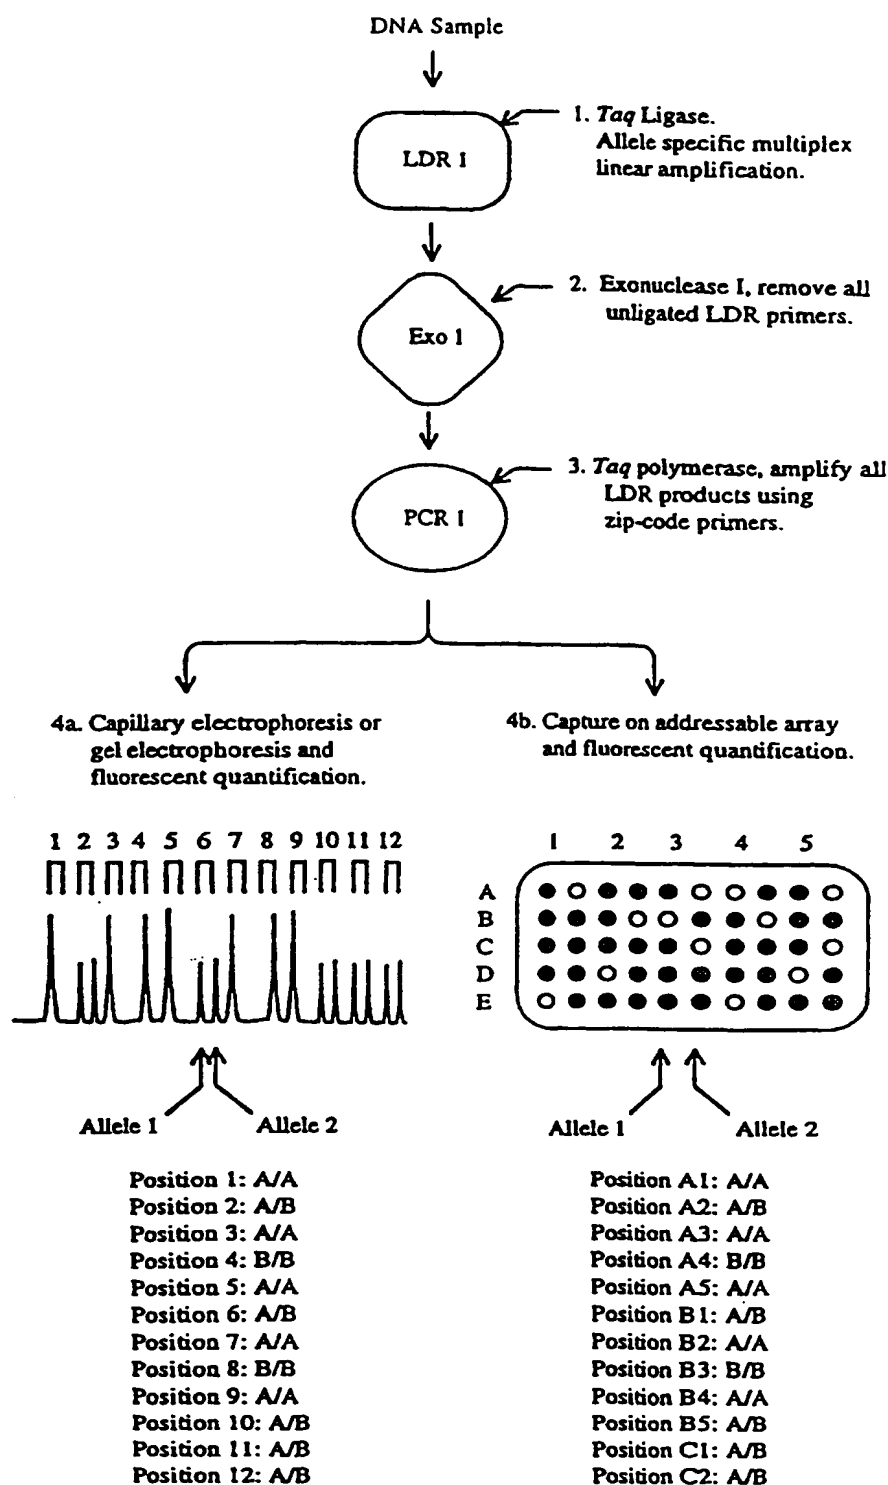 DNA Sample
LDR 1
1. Taq Ligase.
Allele specific multiplex
linear amplification.
Exo 1
2. Exonuclease I, remove all
unligated LDR primers.
PCR 1
3. Taq polymerase, amplify all
LDR products using
zip-code primers.
4a. Capillary electrophoresis or
gel electrophoresis and
fluorescent quantification.
1 2 3 4 5 6 7 8 9 10 11 12
Allele 1 Allele 2
Position 1: A/A
Position 2: A/B
Position 3: A/A
Position 4: B/B
Position 5: A/A
Position 6: A/B
Position 7: A/A
Position 8: B/B
Position 9: A/A
Position 10: A/B
Position 11: A/B
Position 12: A/B
4b. Capture on addressable array
and fluorescent quantification.
1 2 3 4 5
A
B
C
D
E
Allele 1 Allele 2
Position A1: A/A
Position A2: A/B
Position A3: A/A
Position A4: B/B
Position A5: A/A
Position B1: A/B
Position B2: A/A
Position B3: B/B
Position B4: A/A
Position B5: A/B
Position C1: A/B
Position C2: A/B